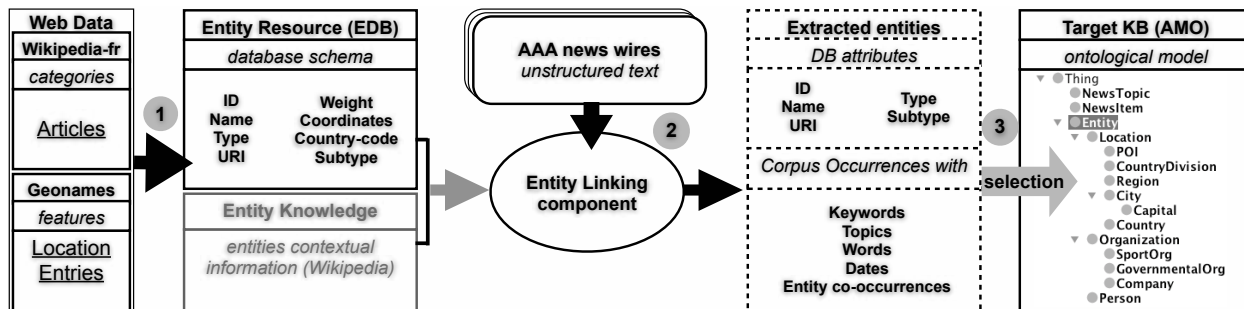 Web Data
Wikipedia-fr
categories
Articles
Geonames
features
Location
Entries
1
Entity Resource (EDB)
database schema
ID
Name
Type
URI
Weight
Coordinates
Country-code
Subtype
Entity Knowledge
entities contextual
information (Wikipedia)
AAA news wires
unstructured text
Entity Linking
component
2
Extracted entities
DB attributes
ID
Name
URI
Type
Subtype
Corpus Occurrences with
Keywords
Topics
Words
Dates
Entity co-occurrences
3
selection
Target KB (AMO)
ontological model
Thing
NewsTopic
NewsItem
Entity
Location
POI
CountryDivision
Region
City
Capital
Country
Organization
SportOrg
GovernmentalOrg
Company
Person